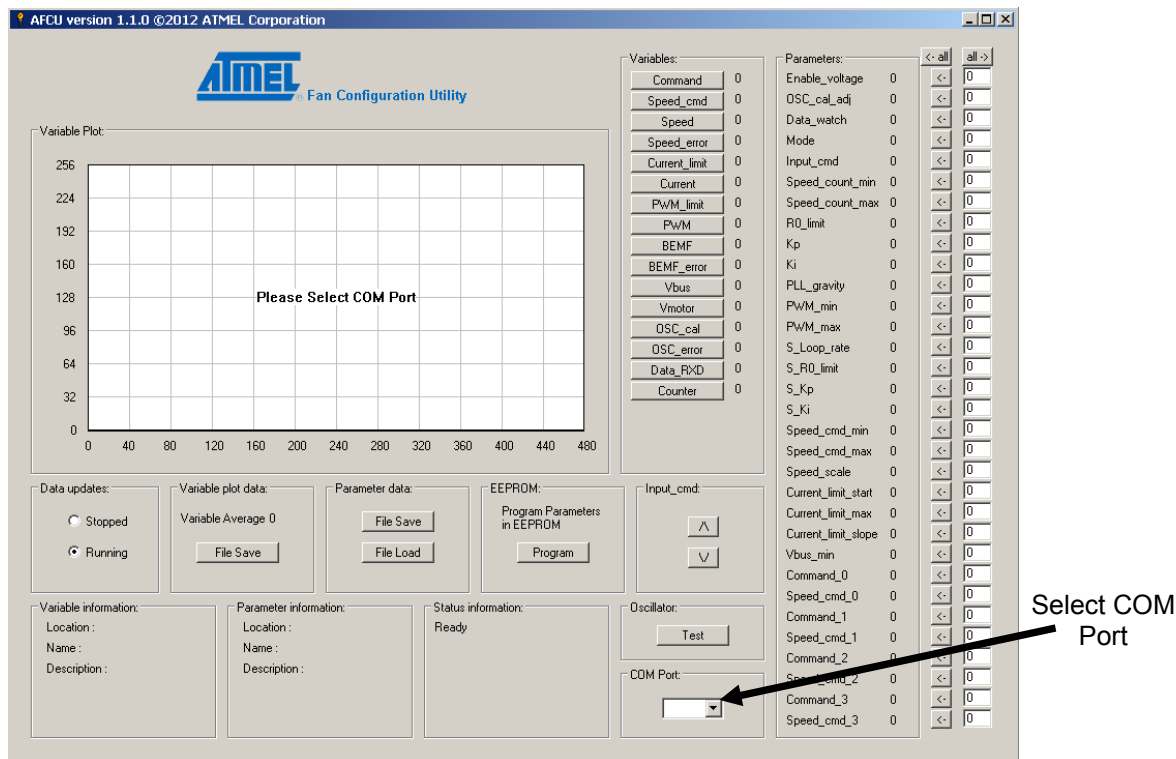 AFCU version 1.1.0 ©2012 ATMEL Corporation
ATMEL
® Fan Configuration Utility
Variable Plot:
256
224
192
160
128
96
64
32
0
Please Select COM Port
0 40 80 120 160 200 240 280 320 360 400 440 480
Variables:
Command 0
Speed_cmd 0
Speed 0
Speed_error 0
Current_limit 0
Current 0
PWM_limit 0
PWM 0
BEMF 0
BEMF_error 0
Vbus 0
Vmotor 0
OSC_cal 0
OSC_error 0
Data_RXD 0
Counter 0
Parameters: <- all all ->
Enable_voltage 0 <- 0
OSC_cal_adj 0 <- 0
Data_watch 0 <- 0
Mode 0 <- 0
Input_cmd 0 <- 0
Speed_count_min 0 <- 0
Speed_count_max 0 <- 0
R0_limit 0 <- 0
Kp 0 <- 0
Ki 0 <- 0
PLL_gravity 0 <- 0
PWM_min 0 <- 0
PWM_max 0 <- 0
S_Loop_rate 0 <- 0
S_R0_limit 0 <- 0
S_Kp 0 <- 0
S_Ki 0 <- 0
Speed_cmd_min 0 <- 0
Speed_cmd_max 0 <- 0
Speed_scale 0 <- 0
Current_limit_start 0 <- 0
Current_limit_max 0 <- 0
Current_limit_slope 0 <- 0
Vbus_min 0 <- 0
Command_0 0 <- 0
Speed_cmd_0 0 <- 0
Command_1 0 <- 0
Speed_cmd_1 0 <- 0
Command_2 0 <- 0
Speed_cmd_2 0 <- 0
Command_3 0 <- 0
Speed_cmd_3 0 <- 0
Data updates:
Stopped
Running
Variable plot data:
Variable Average 0
File Save
Parameter data:
File Save
File Load
EEPROM:
Program Parameters
in EEPROM
Program
Input_cmd:
/\
\/
Variable information:
Location :
Name :
Description :
Parameter information:
Location :
Name :
Description :
Status information:
Ready
Oscillator:
Test
COM Port:
Select COM
Port